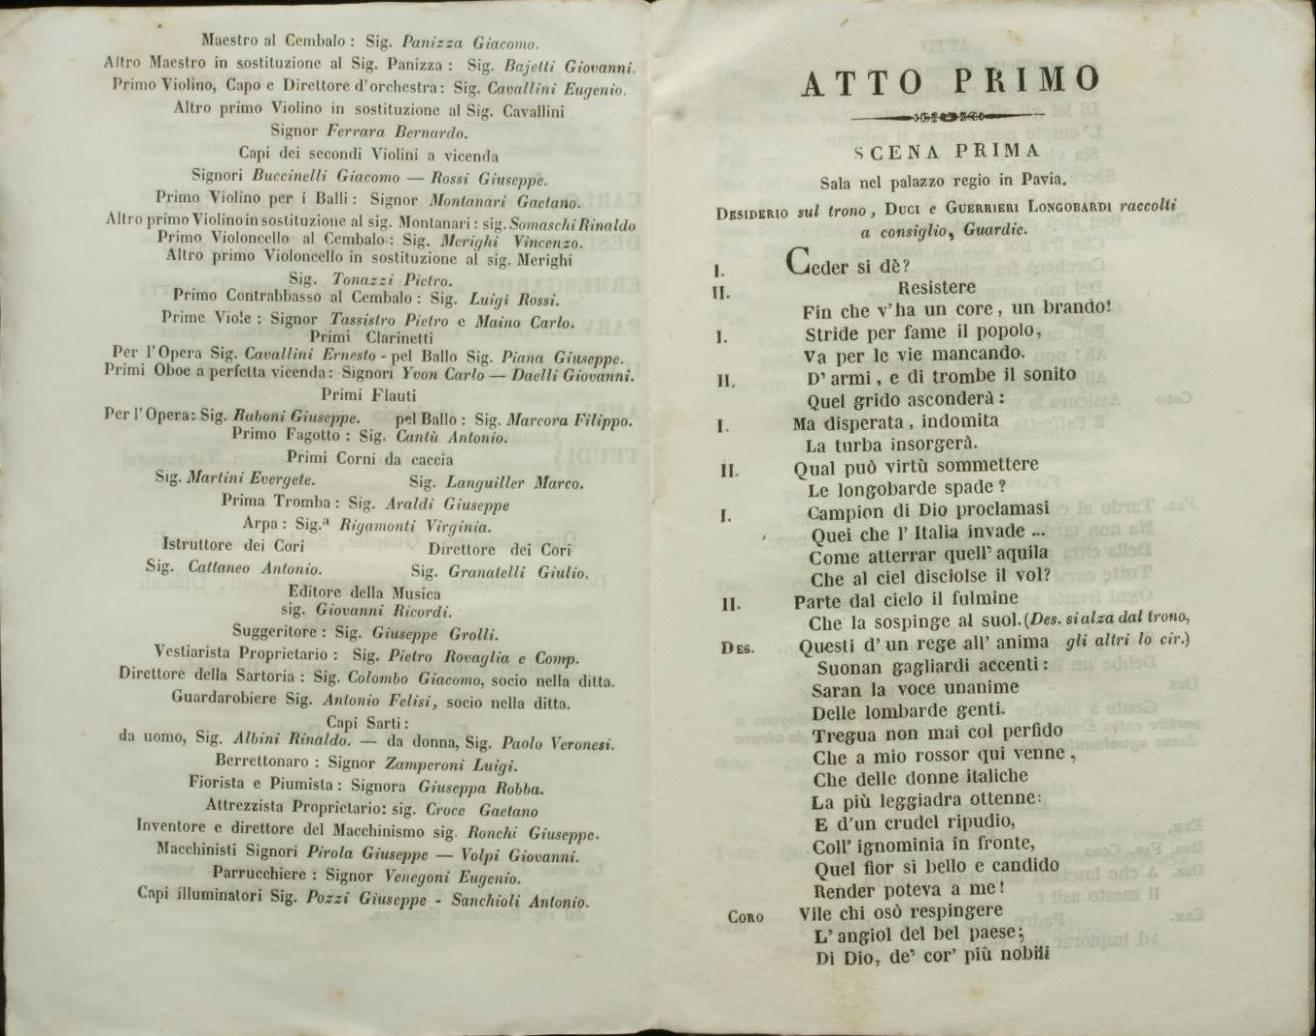 Maestro al Cembalo : Sig. Panizza Giacomo.
Altro Maestro in sostituzione al Sig. Panizza : Sig. Bajetti Giovanni.
Primo Violino, Capo e Direttore d'orchestra : Sig. Cavallini Eugenio.
Altro primo Violino in sostituzione al Sig. Cavallini
Signor Ferrara Bernardo.
Capi dei secondi Violini a vicenda
Signori Buccinelli Giacomo — Rossi Giuseppe.
Primo Violino per i Balli : Signor Montanari Gaetano.
Altro primo Violino in sostituzione al sig. Montanari : sig. Somaschi Rinaldo
Primo Violoncello al Cembalo : Sig. Merighi Vincenzo.
Altro primo Violoncello in sostituzione al sig. Merighi
Sig. Tonazzi Pietro.
Primo Contrabbasso al Cembalo : Sig. Luigi Rossi.
Prime Viole : Signor Tassistro Pietro e Maino Carlo.
Primi Clarinetti
Per l'Opera Sig. Cavallini Ernesto - pel Ballo Sig. Piana Giuseppe.
Primi Oboe a perfetta vicenda : Signori Yvon Carlo — Daelli Giovanni.
Primi Flauti
Per l'Opera : Sig. Raboni Giuseppe. pel Ballo : Sig. Marcora Filippo.
Primo Fagotto : Sig. Cantù Antonio.
Primi Corni da caccia
Sig. Martini Evergete. Sig. Languiller Marco.
Prima Tromba : Sig. Araldi Giuseppe
Arpa : Sig.a Rigamonti Virginia.
Istruttore dei Cori Direttore dei Cori
Sig. Cattaneo Antonio. Sig. Granatelli Giulio.
Editore della Musica
sig. Giovanni Ricordi.
Suggeritore : Sig. Giuseppe Grolli.
Vestiarista Proprietario : Sig. Pietro Rovaglia e Comp.
Direttore della Sartoria : Sig. Colombo Giacomo, socio nella ditta.
Guardarobiere Sig. Antonio Felisi, socio nella ditta.
Capi Sarti :
da uomo, Sig. Albini Rinaldo. — da donna, Sig. Paolo Veronesi.
Berrettonaro : Signor Zamperoni Luigi.
Fiorista e Piumista : Signora Giuseppa Robba.
Attrezzista Proprietario : sig. Croce Gaetano
Inventore e direttore del Macchinismo sig. Ronchi Giuseppe.
Macchinisti Signori Pirola Giuseppe — Volpi Giovanni.
Parrucchiere : Signor Venegoni Eugenio.
Capi illuminatori Sig. Pozzi Giuseppe - Sanchioli Antonio.
ATTO PRIMO
SCENA PRIMA
Sala nel palazzo regio in Pavia.
DESIDERIO sul trono, DUCI e GUERRIERI LONGOBARDI raccolti
a consiglio, Guardie.
I. Ceder si dè?
II. Resistere
Fin che v'ha un core, un brando!
I. Stride per fame il popolo,
Va per le vie mancando.
II. D'armi, e di trombe il sonito
Quel grido asconderà :
I. Ma disperata, indomita
La turba insorgerà.
II. Qual può virtù sommettere
Le longobarde spade ?
I. Campion di Dio proclamasi
Quei che l'Italia invade ...
Come atterrar quell'aquila
Che al ciel disciolse il vol?
II. Parte dal cielo il fulmine
Che la sospinge al suol. (Des. si alza dal trono,
DES. Questi d'un rege all'anima gli altri lo cir.)
Suonan gagliardi accenti :
Saran la voce unanime
Delle lombarde genti.
Tregua non mai col perfido
Che a mio rossor qui venne,
Che delle donne italiche
La più leggiadra ottenne:
E d'un crudel ripudio,
Coll'ignominia in fronte,
Quel fior sì bello e candido
Render poteva a me!
CORO Vile chi osò respingere
L'angiol del bel paese;
Di Dio, de' cor' più nobili